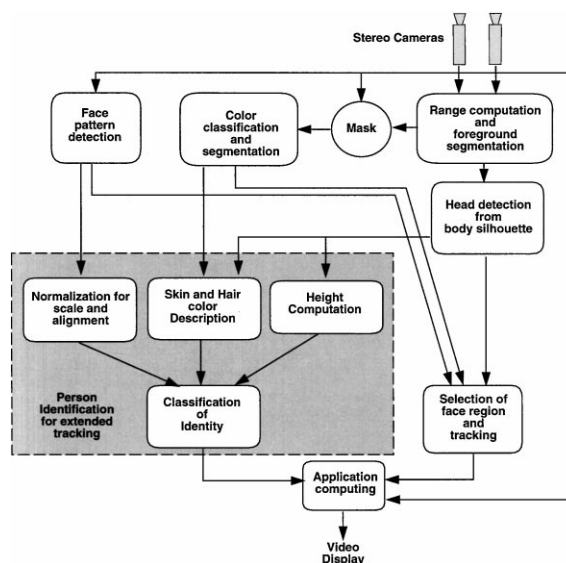 Stereo Cameras
Face
pattern
detection
Color
classification
and
segmentation
Mask
Range computation
and
foreground
segmentation
Head detection
from
body silhouette
Normalization for
scale and
alignment
Skin and Hair
color
Description
Height
Computation
Person
Identification
for extended
tracking
Classification
of
Identity
Selection of
face region
and
tracking
Application
computing
Video
Display